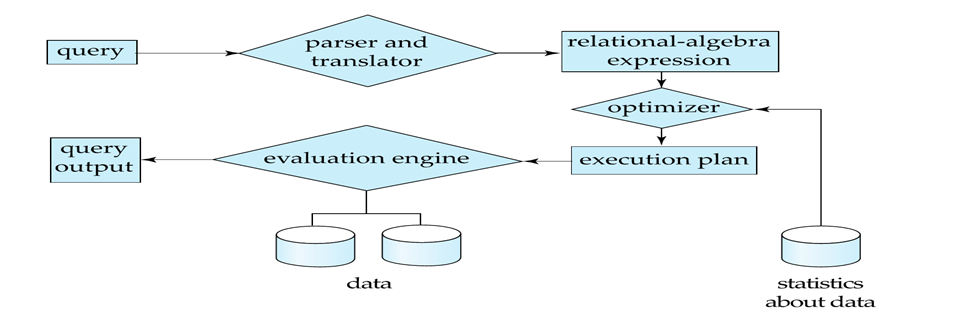 query
parser and
translator
relational-algebra
expression
optimizer
query
output
evaluation engine
execution plan
data
statistics
about data